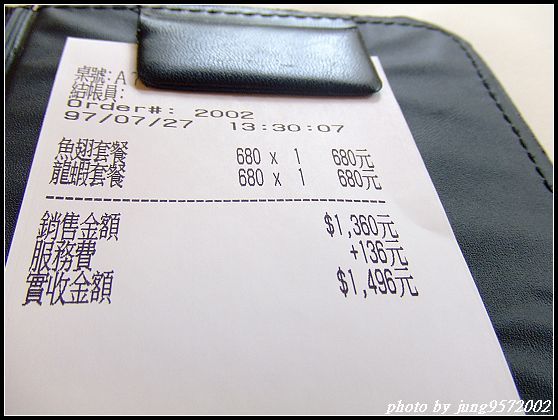 桌號:A
結帳員:
Order#: 2002
97/07/27 13:30:07
魚翅套餐 680 x 1 680元
龍蝦套餐 680 x 1 680元
銷售金額 $1,360元
服務費 +136元
實收金額 $1,496元
photo by jung9572002